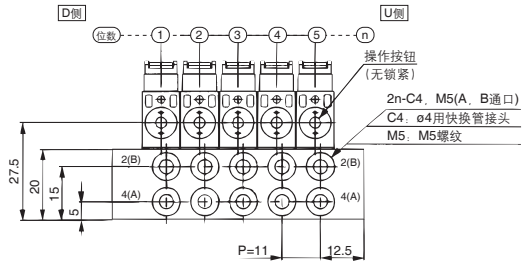 D侧
U侧
位数
1
2
3
4
5
n
操作按钮
(无锁紧)
2n-C4，M5(A，B通口)
C4：ø4用快换管接头
M5：M5螺纹
27.5
20
15
5
2(B)
2(B)
4(A)
4(A)
P=11
12.5